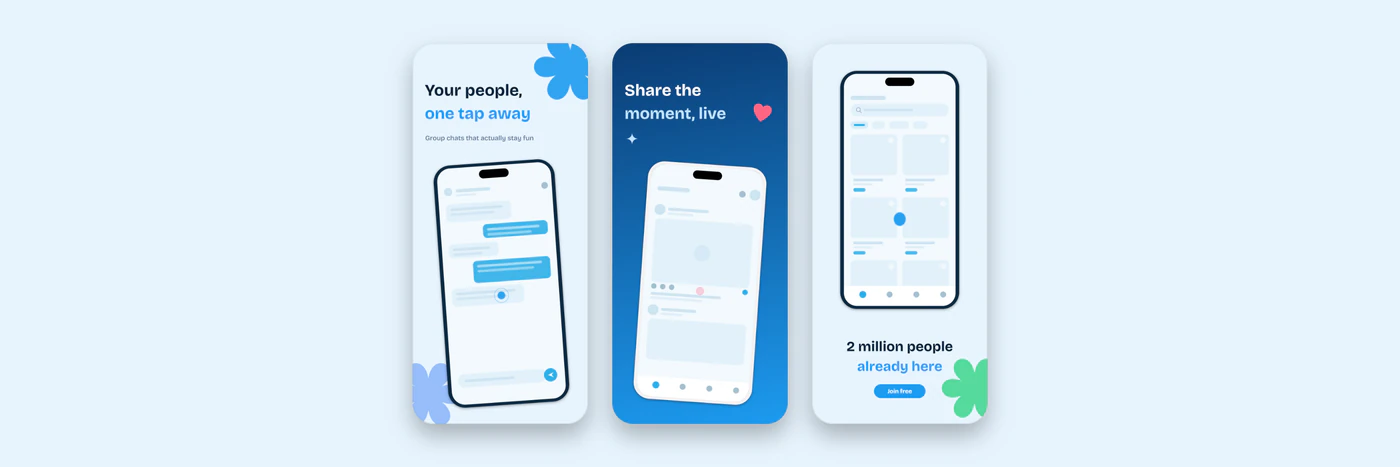 Your people,
one tap away
Group chats that actually stay fun
Share the
moment, live
2 million people
already here
Join free